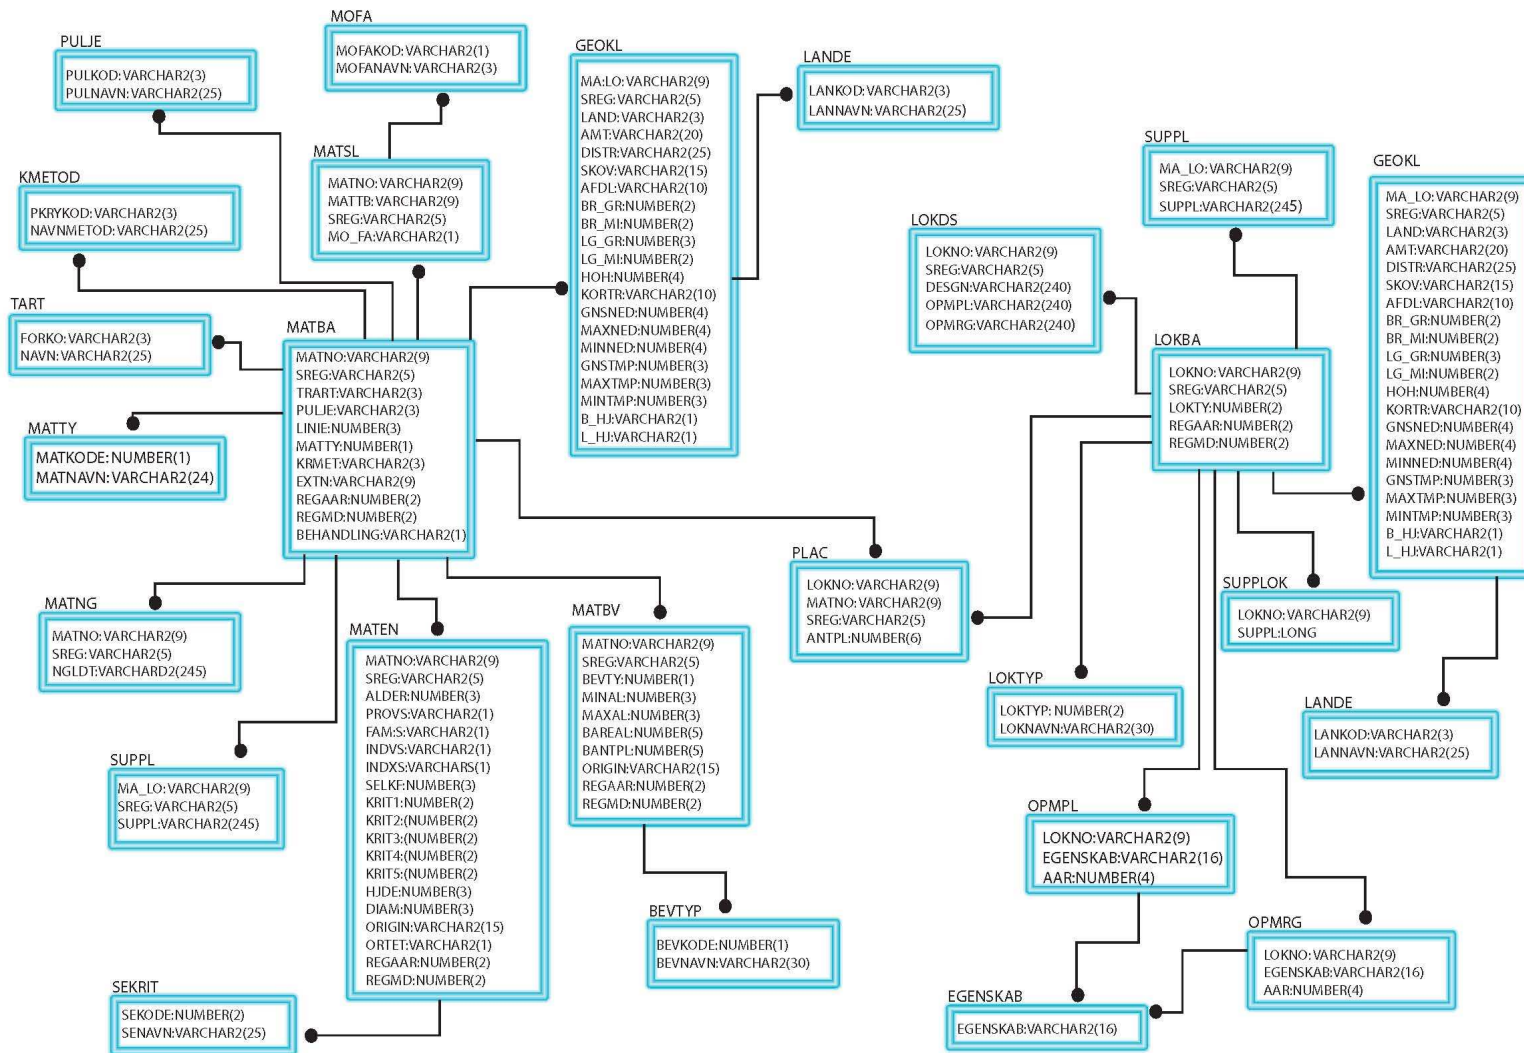 MOFA
MOFAKOD:VARCHAR2(1)
MOFANAVN:VARCHAR2(3)
PULJE
PULKOD:VARCHAR2(3)
PULNAVN:VARCHAR2(25)
GEOKL
MA:LO:VARCHAR2(9)
SREG:VARCHAR2(5)
LAND:VARCHAR2(3)
AMT:VARCHAR2(20)
DISTR:VARCHAR2(25)
SKOV:VARCHAR2(15)
AFDL:VARCHAR2(10)
BR_GR:NUMBER(2)
BR_MI:NUMBER(2)
LG_GR:NUMBER(3)
LG_MI:NUMBER(2)
HOH:NUMBER(4)
KORTR:VARCHAR2(10)
GNSNED:NUMBER(4)
MAXNED:NUMBER(4)
MINNED:NUMBER(4)
GNSTMP:NUMBER(3)
MAXTMP:NUMBER(3)
MINTMP:NUMBER(3)
B_HJ:VARCHAR2(1)
L_HJ:VARCHAR2(1)
LANDE
LANKOD:VARCHAR2(3)
LANNAVN:VARCHAR2(25)
MATSL
MATNO:VARCHAR2(9)
MATTB:VARCHAR2(9)
SREG:VARCHAR2(5)
MO_FA:VARCHAR2(1)
KMETOD
PKRYKOD:VARCHAR2(3)
NAVNMETOD:VARCHAR2(25)
TART
FORKO:VARCHAR2(3)
NAVN:VARCHAR2(25)
MATBA
MATNO:VARCHAR2(9)
SREG:VARCHAR2(5)
TRART:VARCHAR2(3)
PULJE:VARCHAR2(3)
LINIE:NUMBER(3)
MATTY:NUMBER(1)
KRMET:VARCHAR2(3)
EXTN:VARCHAR2(9)
REGAAR:NUMBER(2)
REGMD:NUMBER(2)
BEHANDLING:VARCHAR2(1)
MATTY
MATKODE:NUMBER(1)
MATNAVN:VARCHAR2(24)
MATNG
MATNO:VARCHAR2(9)
SREG:VARCHAR2(5)
NGLDT:VARCHARD2(245)
SUPPL
MA_LO:VARCHAR2(9)
SREG:VARCHAR2(5)
SUPPL:VARCHAR2(245)
MATEN
MATNO:VARCHAR2(9)
SREG:VARCHAR2(5)
ALDER:NUMBER(3)
PROVS:VARCHAR2(1)
FAM:S:VARCHAR2(1)
INDVS:VARCHAR2(1)
INDXS:VARCHARS(1)
SELKF:NUMBER(3)
KRIT1:NUMBER(2)
KRIT2:(NUMBER(2)
KRIT3:(NUMBER(2)
KRIT4:(NUMBER(2)
KRIT5:(NUMBER(2)
HJDE:NUMBER(3)
DIAM:NUMBER(3)
ORIGIN:VARCHAR2(15)
ORTET:VARCHAR2(1)
REGAAR:NUMBER(2)
REGMD:NUMBER(2)
SEKRIT
SEKODE:NUMBER(2)
SENAVN:VARCHAR2(25)
MATBV
MATNO:VARCHAR2(9)
SREG:VARCHAR2(5)
BEVTY:NUMBER(1)
MINAL:NUMBER(3)
MAXAL:NUMBER(3)
BAREAL:NUMBER(5)
BANTPL:NUMBER(5)
ORIGIN:VARCHAR2(15)
REGAAR:NUMBER(2)
REGMD:NUMBER(2)
BEVTYP
BEVKODE:NUMBER(1)
BEVNAVN:VARCHAR2(30)
PLAC
LOKNO:VARCHAR2(9)
MATNO:VARCHAR2(9)
SREG:VARCHAR2(5)
ANTPL:NUMBER(6)
SUPPL
MA_LO:VARCHAR2(9)
SREG:VARCHAR2(5)
SUPPL:VARCHAR2(245)
LOKDS
LOKNO:VARCHAR2(9)
SREG:VARCHAR2(5)
DESGN:VARCHAR2(240)
OPMPL:VARCHAR2(240)
OPMRG:VARCHAR2(240)
LOKBA
LOKNO:VARCHAR2(9)
SREG:VARCHAR2(5)
LOKTY:NUMBER(2)
REGAAR:NUMBER(2)
REGMD:NUMBER(2)
GEOKL
MA_LO:VARCHAR2(9)
SREG:VARCHAR2(5)
LAND:VARCHAR2(3)
AMT:VARCHAR2(20)
DISTR:VARCHAR2(25)
SKOV:VARCHAR2(15)
AFDL:VARCHAR2(10)
BR_GR:NUMBER(2)
BR_MI:NUMBER(2)
LG_GR:NUMBER(3)
LG_MI:NUMBER(2)
HOH:NUMBER(4)
KORTR:VARCHAR2(10)
GNSNED:NUMBER(4)
MAXNED:NUMBER(4)
MINNED:NUMBER(4)
GNSTMP:NUMBER(3)
MAXTMP:NUMBER(3)
MINTMP:NUMBER(3)
B_HJ:VARCHAR2(1)
L_HJ:VARCHAR2(1)
SUPPLOK
LOKNO:VARCHAR2(9)
SUPPL:LONG
LOKTYP
LOKTYP: NUMBER(2)
LOKNAVN:VARCHAR2(30)
LANDE
LANKOD:VARCHAR2(3)
LANNAVN:VARCHAR2(25)
OPMPL
LOKNO:VARCHAR2(9)
EGENSKAB:VARCHAR2(16)
AAR:NUMBER(4)
OPMRG
LOKNO:VARCHAR2(9)
EGENSKAB:VARCHAR2(16)
AAR:NUMBER(4)
EGENSKAB
EGENSKAB:VARCHAR2(16)